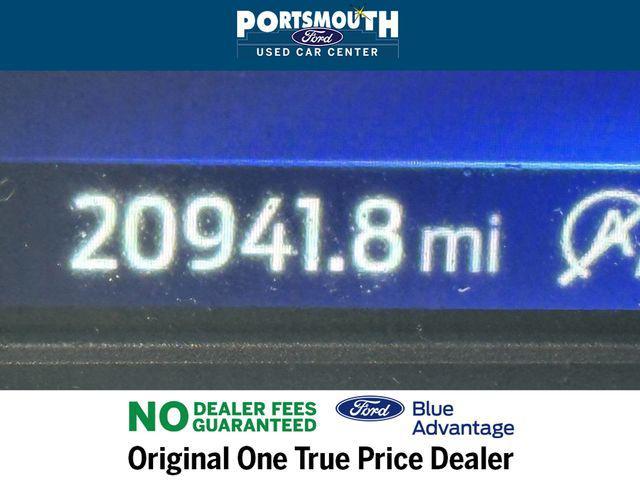 PORTSMOUTH
Ford
USED CAR CENTER
20941.8 mi
A
NO DEALER FEES
GUARANTEED
Ford Blue
Advantage
Original One True Price Dealer